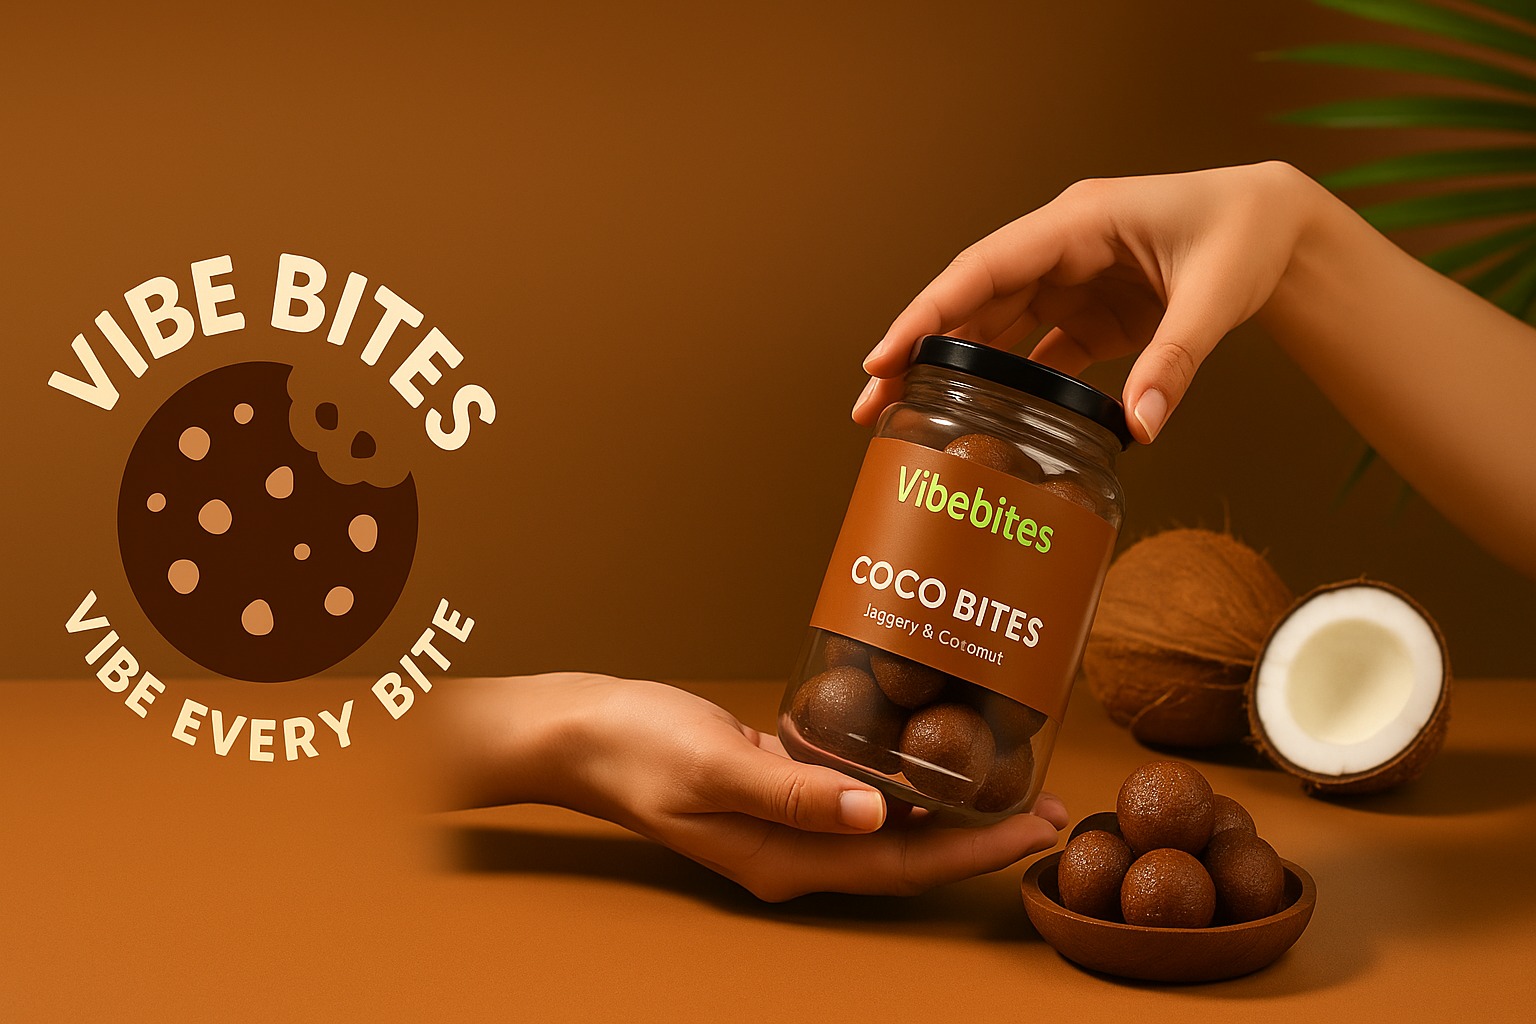 VIBE BITES
VIBE EVERY BITE
Vibebites
COCO BITES
Jaggery & Cotomut